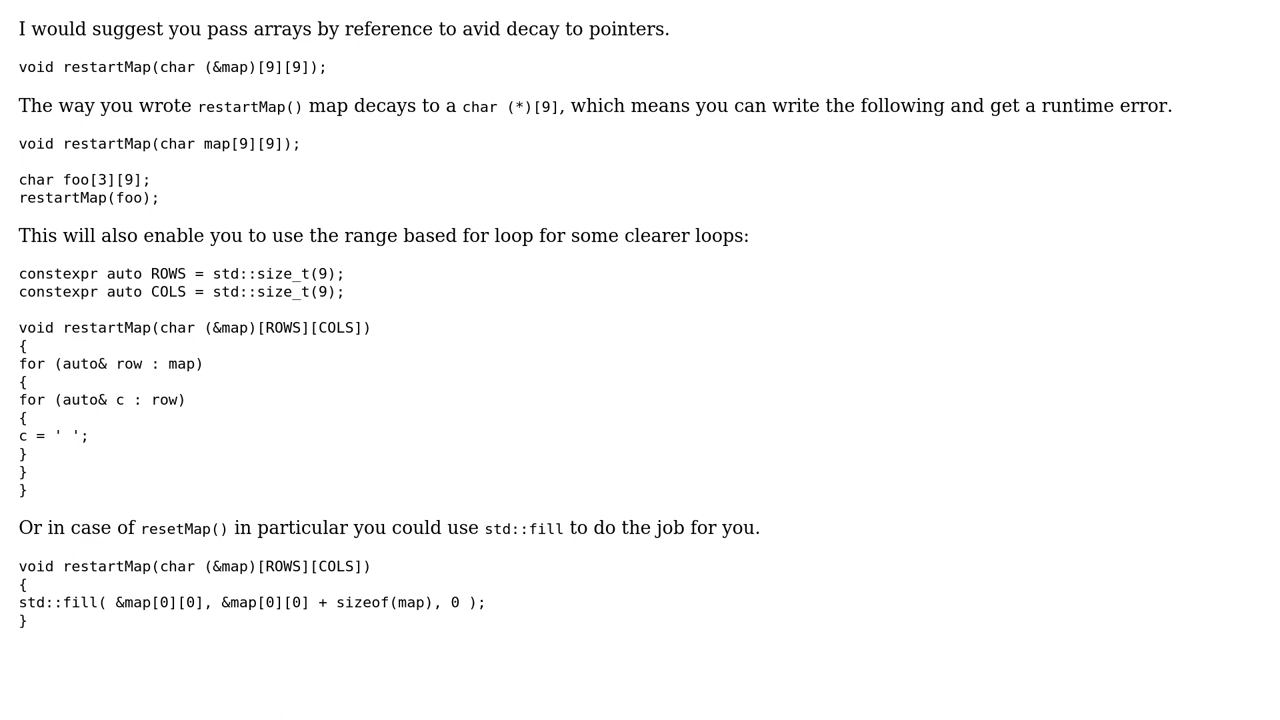 I would suggest you pass arrays by reference to avid decay to pointers.
void restartMap(char (&map)[9][9]);
The way you wrote restartMap() map decays to a char (*)[9], which means you can write the following and get a runtime error.
void restartMap(char map[9][9]);
char foo[3][9];
restartMap(foo);
This will also enable you to use the range based for loop for some clearer loops:
constexpr auto ROWS = std::size_t(9);
constexpr auto COLS = std::size_t(9);
void restartMap(char (&map)[ROWS][COLS])
{
for (auto& row : map)
{
for (auto& c : row)
{
c = ' ';
}
}
}
Or in case of resetMap() in particular you could use std::fill to do the job for you.
void restartMap(char (&map)[ROWS][COLS])
{
std::fill( &map[0][0], &map[0][0] + sizeof(map), 0 );
}